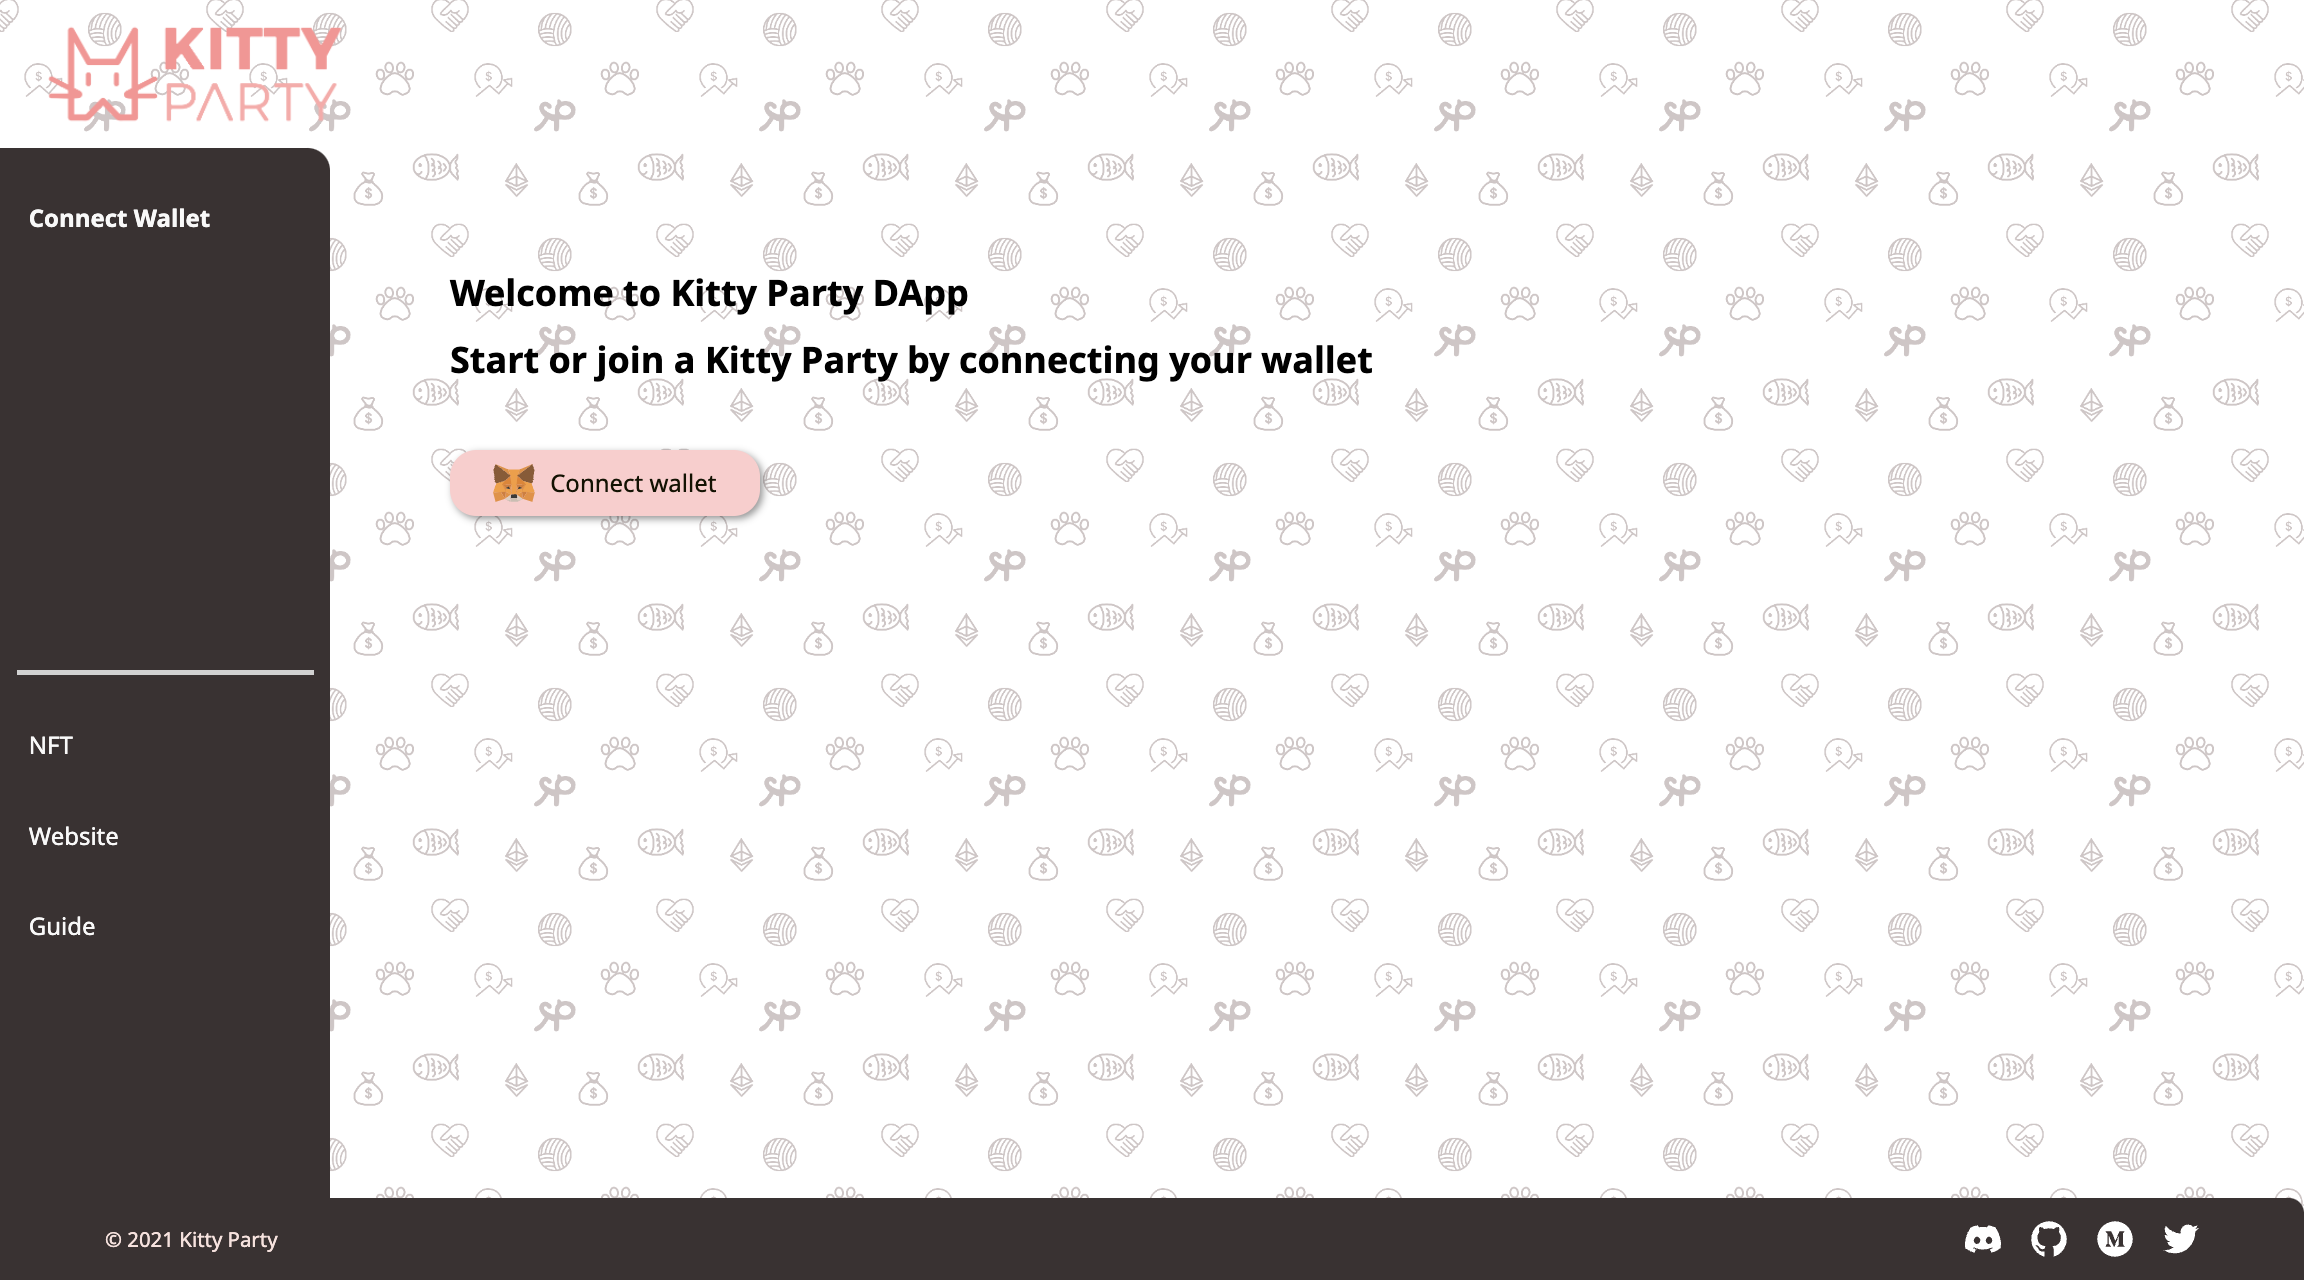 KITTY
PARTY
Connect Wallet
Welcome to Kitty Party DApp
Start or join a Kitty Party by connecting your wallet
Connect wallet
NFT
Website
Guide
© 2021 Kitty Party
M